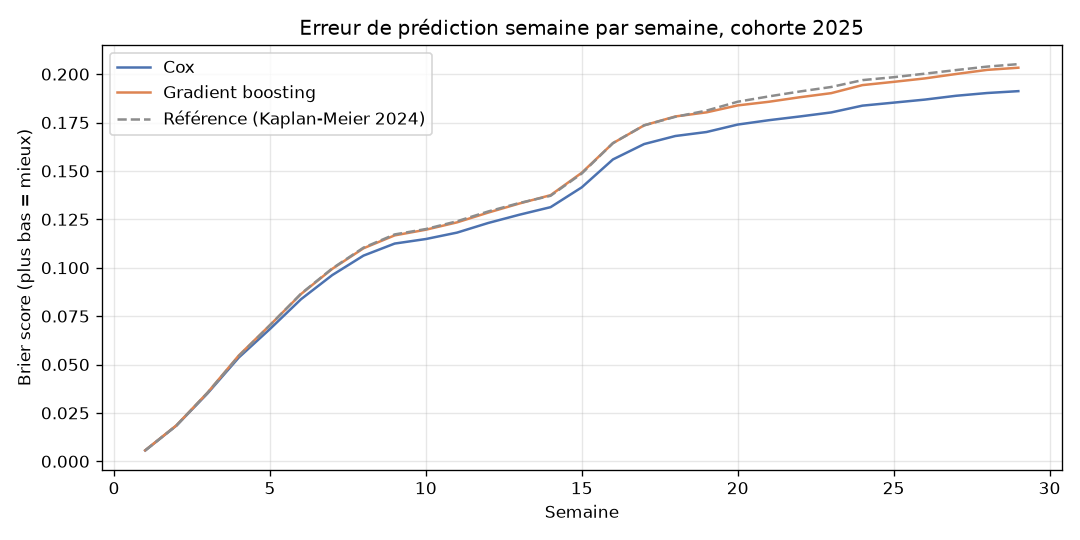 Erreur de prédiction semaine par semaine, cohorte 2025
Cox
Gradient boosting
Référence (Kaplan-Meier 2024)
Brier score (plus bas = mieux)
0.200
0.175
0.150
0.125
0.100
0.075
0.050
0.025
0.000
0 5 10 15 20 25 30
Semaine